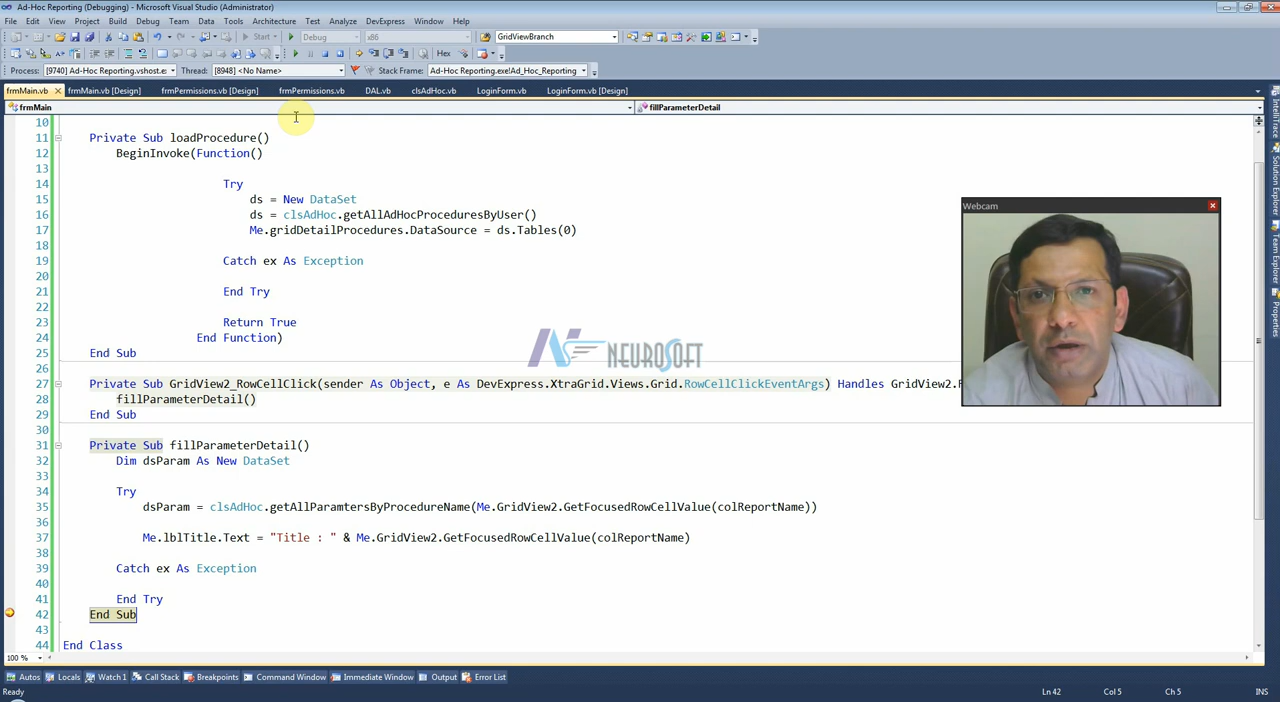 Ad-Hoc Reporting (Debugging) - Microsoft Visual Studio (Administrator)
File Edit View Project Build Debug Team Data Tools Architecture Test Analyze DevExpress Window Help
Start Debug x86 GridViewBranch
Hex
Process: [9740] Ad-Hoc Reporting.vshost.e Thread: [8948] <No Name> Stack Frame: Ad-Hoc Reporting.exe!Ad_Hoc_Reporting
frmMain.vb frmMain.vb [Design] frmPermissions.vb [Design] frmPermissions.vb DAL.vb clsAdHoc.vb LoginForm.vb LoginForm.vb [Design]
frmMain fillParameterDetail
10
11 Private Sub loadProcedure()
12 BeginInvoke(Function()
13
14 Try
15 ds = New DataSet
16 ds = clsAdHoc.getAllAdHocProceduresByUser()
17 Me.gridDetailProcedures.DataSource = ds.Tables(0)
18
19 Catch ex As Exception
20
21 End Try
22
23 Return True
24 End Function)
25 End Sub
26
27 Private Sub GridView2_RowCellClick(sender As Object, e As DevExpress.XtraGrid.Views.Grid.RowCellClickEventArgs) Handles GridView2.
28 fillParameterDetail()
29 End Sub
30
31 Private Sub fillParameterDetail()
32 Dim dsParam As New DataSet
33
34 Try
35 dsParam = clsAdHoc.getAllParamtersByProcedureName(Me.GridView2.GetFocusedRowCellValue(colReportName))
36
37 Me.lblTitle.Text = "Title : " & Me.GridView2.GetFocusedRowCellValue(colReportName)
38
39 Catch ex As Exception
40
41 End Try
42 End Sub
43
44 End Class
Webcam
NEUROSOFT
IntelliTrace
Solution Explorer
Team Explorer
Properties
100 %
Autos Locals Watch 1 Call Stack Breakpoints Command Window Immediate Window Output Error List
Ready Ln 42 Col 5 Ch 5 INS